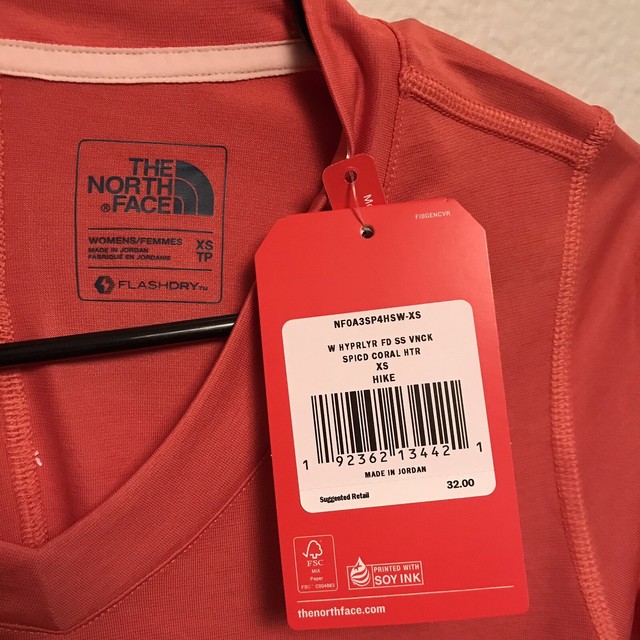 THE
NORTH
®FACE
WOMENS/FEMMES
MADE IN JORDAN
FABRIQUÉ EN JORDANIE
XS
TP
FLASHDRY™
FIBGENCVR
NF0A3SP4HSW-XS
W HYPRLYR FD SS VNCK
SPICD CORAL HTR
XS
HIKE
1 92362 13442 1
MADE IN JORDAN
Suggested Retail
32.00
FSC
MIX
Paper
PRINTED WITH
SOY INK
thenorthface.com